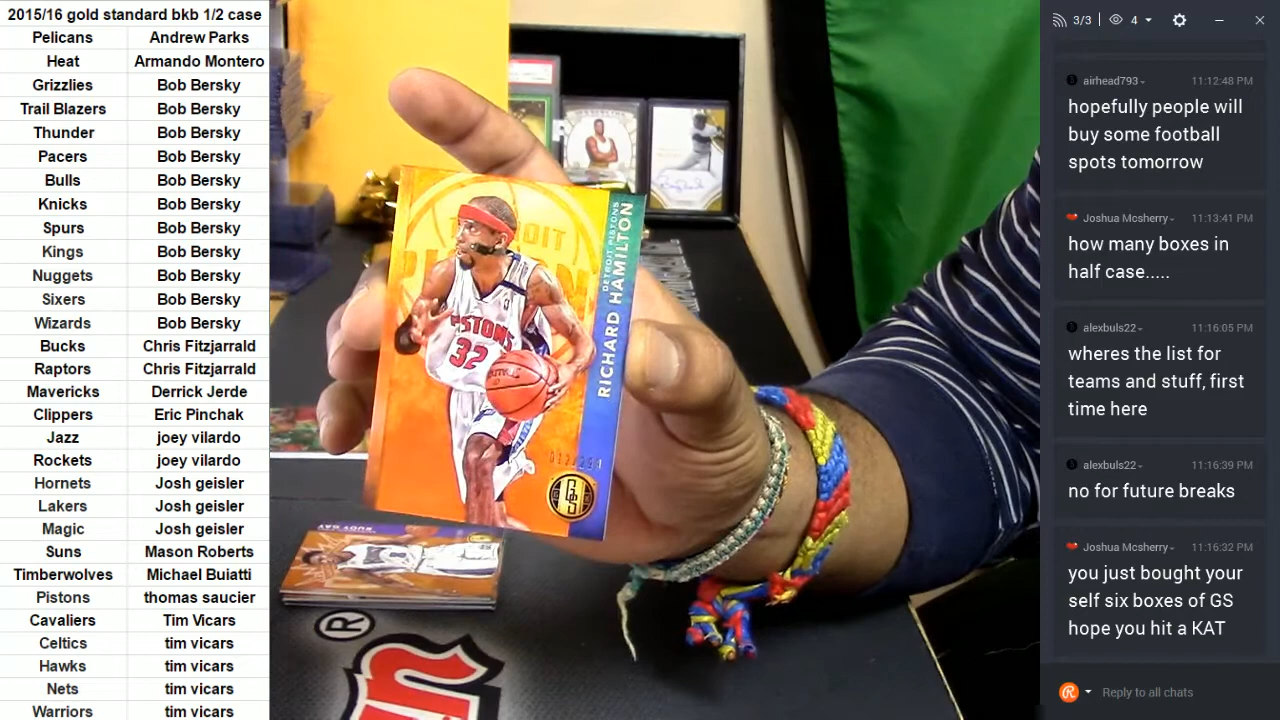 2015/16 gold standard bkb 1/2 case
Pelicans Andrew Parks
Heat Armando Montero
Grizzlies Bob Bersky
Trail Blazers Bob Bersky
Thunder Bob Bersky
Pacers Bob Bersky
Bulls Bob Bersky
Knicks Bob Bersky
Spurs Bob Bersky
Kings Bob Bersky
Nuggets Bob Bersky
Sixers Bob Bersky
Wizards Bob Bersky
Bucks Chris Fitzjarrald
Raptors Chris Fitzjarrald
Mavericks Derrick Jerde
Clippers Eric Pinchak
Jazz joey vilardo
Rockets joey vilardo
Hornets Josh geisler
Lakers Josh geisler
Magic Josh geisler
Suns Mason Roberts
Timberwolves Michael Buiatti
Pistons thomas saucier
Cavaliers Tim Vicars
Celtics tim vicars
Hawks tim vicars
Nets tim vicars
Warriors tim vicars
DETROIT PISTONS
RICHARD HAMILTON
PISTONS
32
GS
RUDY GAY
®
3/3 4
airhead793 11:12:48 PM
hopefully people will
buy some football
spots tomorrow
Joshua Mcsherry 11:13:41 PM
how many boxes in
half case.....
alexbuls22 11:16:05 PM
wheres the list for
teams and stuff, first
time here
alexbuls22 11:16:39 PM
no for future breaks
Joshua Mcsherry 11:16:32 PM
you just bought your
self six boxes of GS
hope you hit a KAT
Reply to all chats